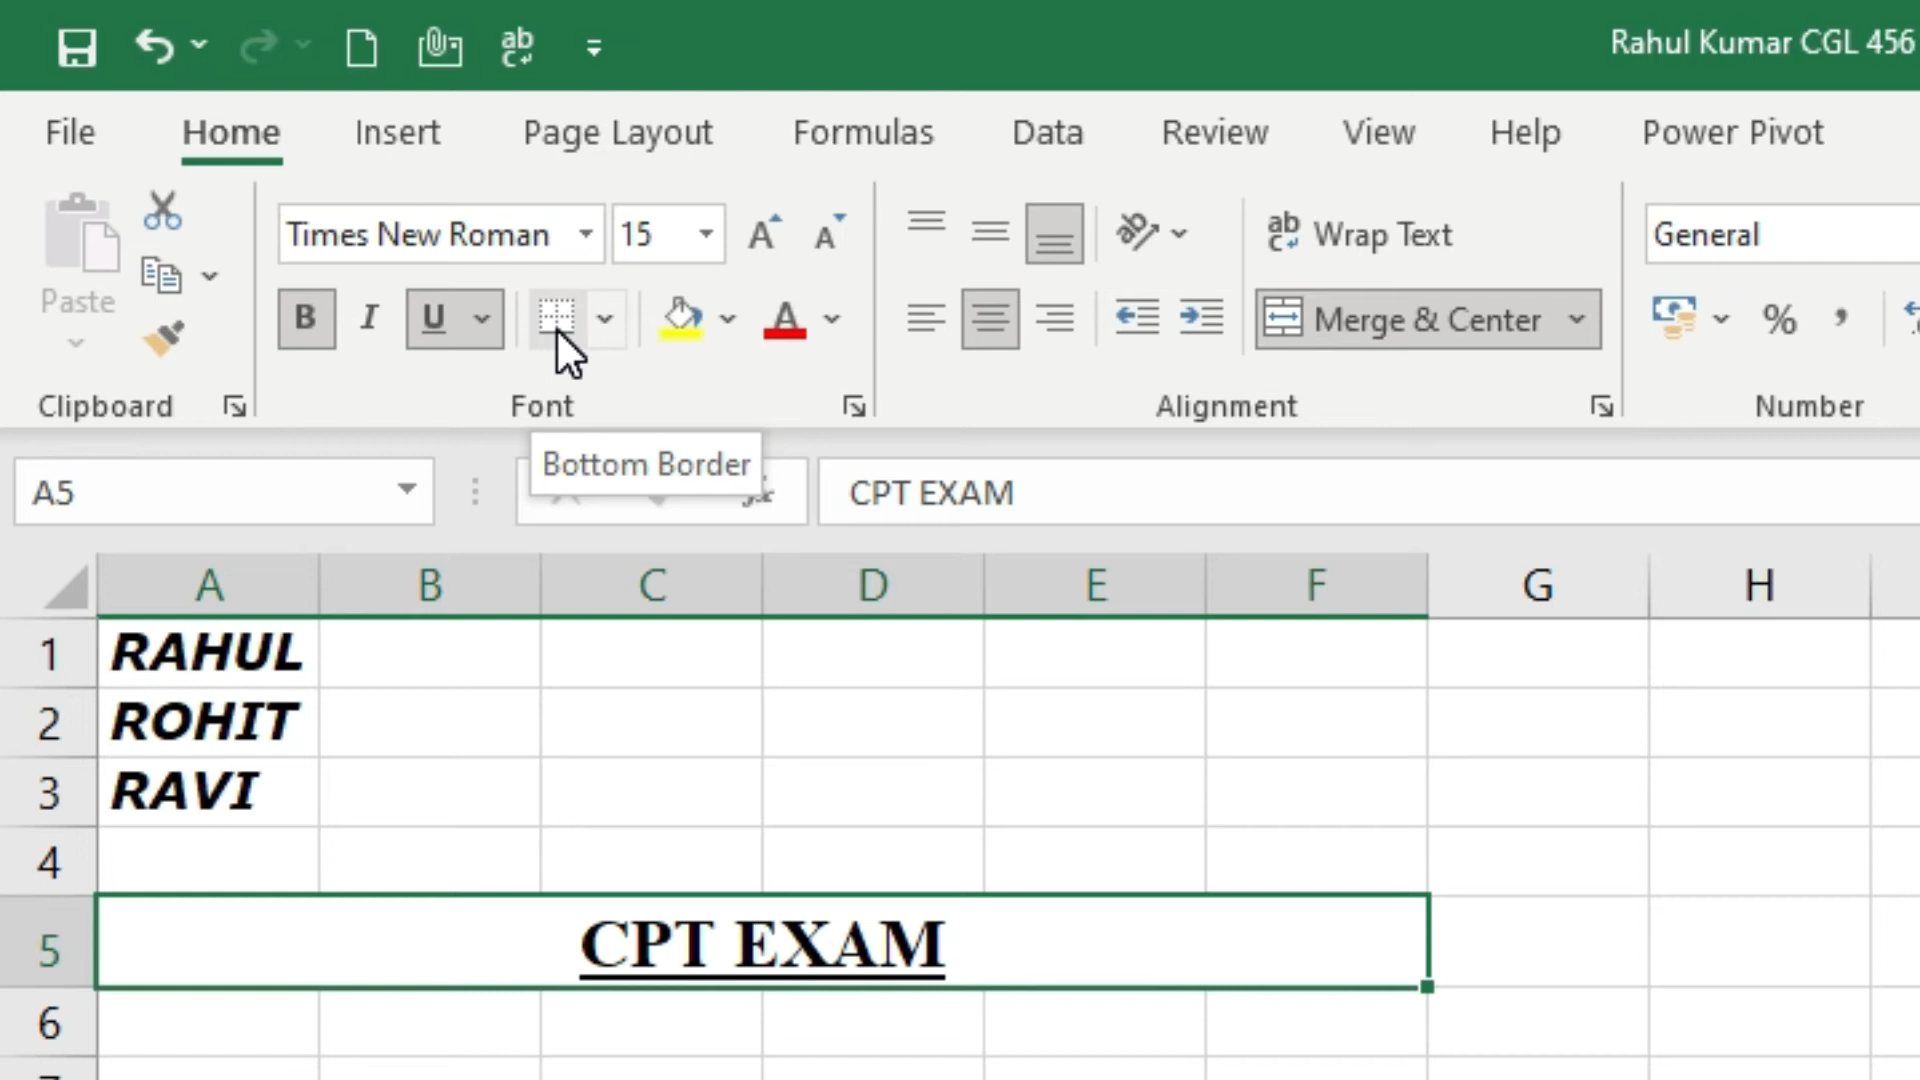 Rahul Kumar CGL 456
File Home Insert Page Layout Formulas Data Review View Help Power Pivot
Times New Roman 15 A A ab Wrap Text General
Paste B I U A Merge & Center % ,
Clipboard Font Alignment Number
Bottom Border
A5 CPT EXAM
A B C D E F G H
1 RAHUL
2 ROHIT
3 RAVI
4
5 CPT EXAM
6